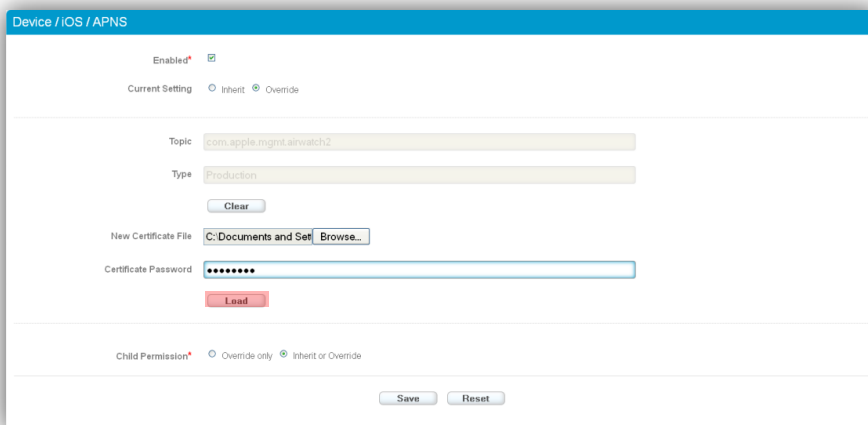 Device / iOS / APNS
Enabled*
Current Setting Inherit Override
Topic com.apple.mgmt.airwatch2
Type Production
Clear
New Certificate File C:\Documents and Sett Browse...
Certificate Password ••••••••
Load
Child Permission* Override only Inherit or Override
Save Reset